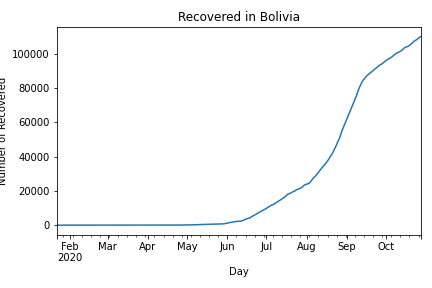 Recovered in Bolivia
Number of Recovered
100000
80000
60000
40000
20000
0
Feb Mar Apr May Jun Jul Aug Sep Oct
2020
Day